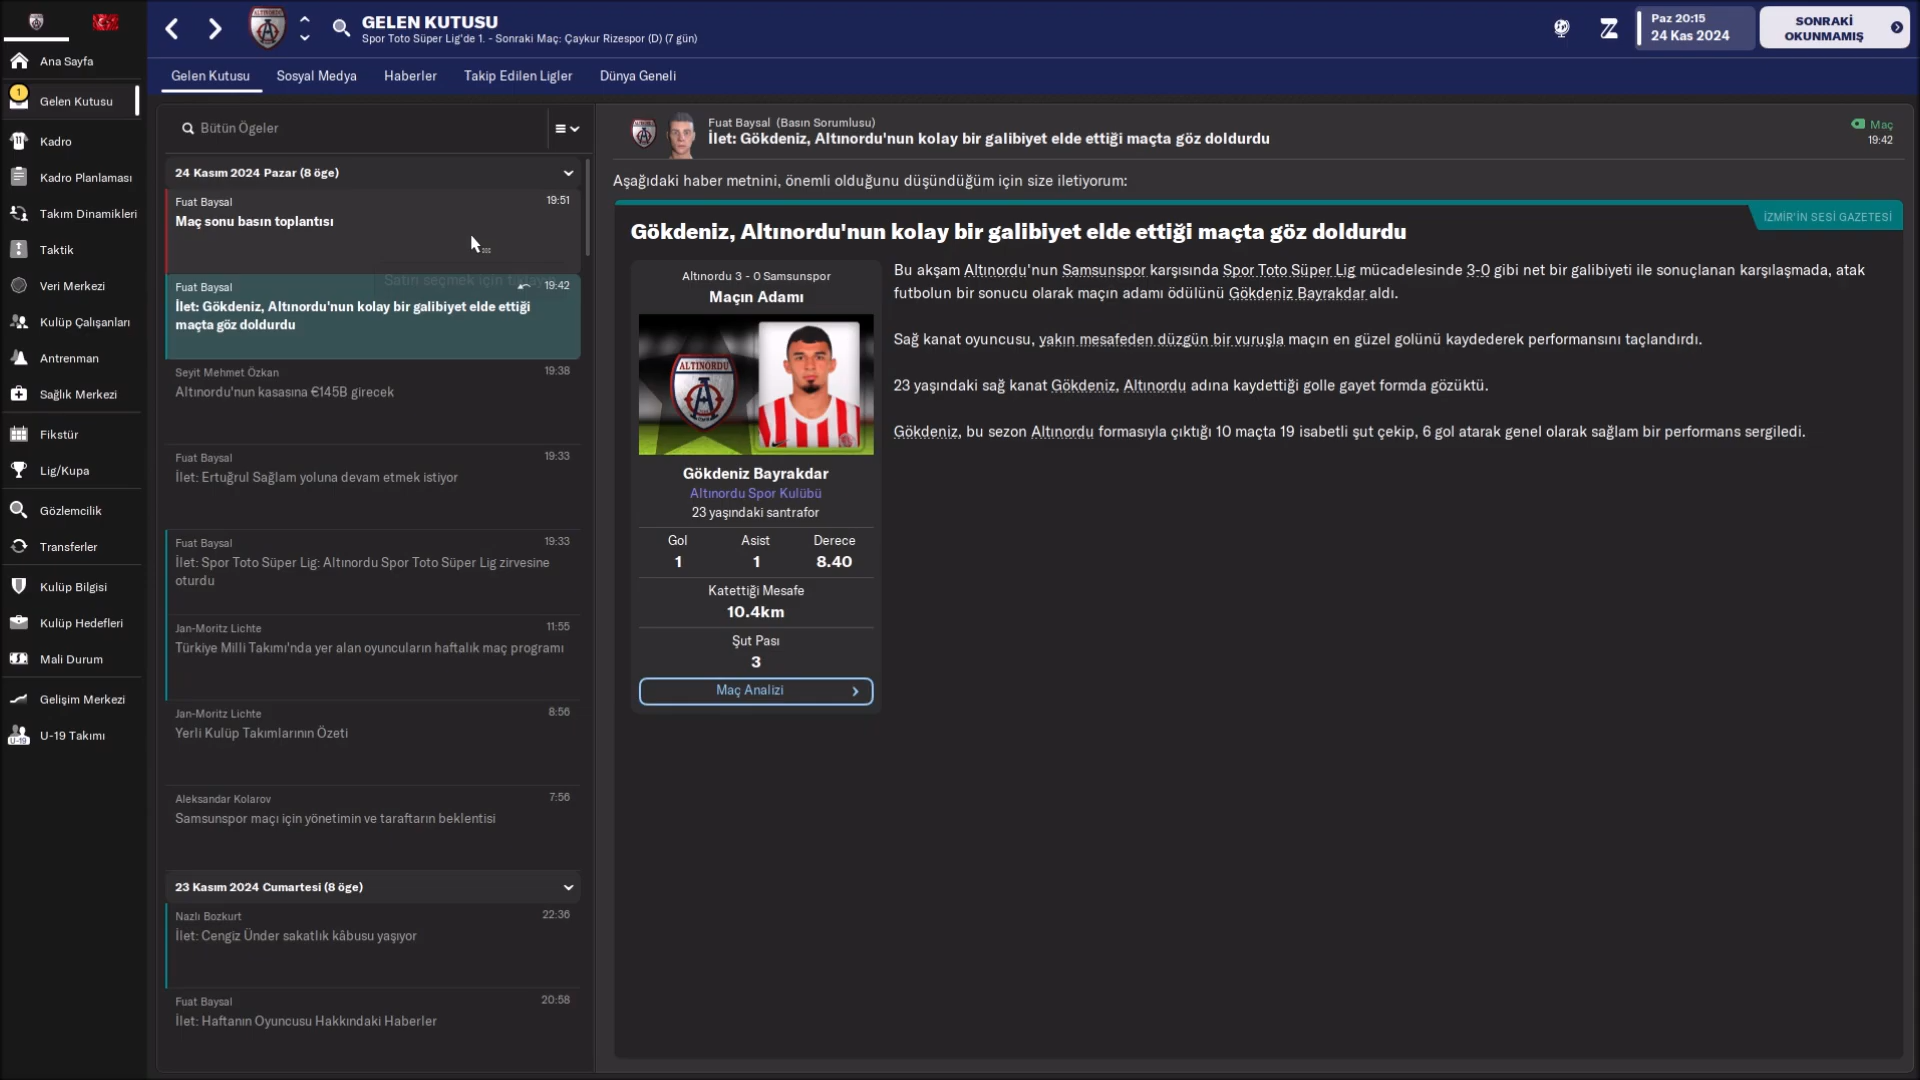 GELEN KUTUSU
Spor Toto Süper Lig'de 1. - Sonraki Maç: Çaykur Rizespor (D) (7 gün)
Paz 20:15
24 Kas 2024
SONRAKİ
OKUNMAMIŞ
Gelen Kutusu
Sosyal Medya
Haberler
Takip Edilen Ligler
Dünya Geneli
Ana Sayfa
1
Gelen Kutusu
Kadro
Kadro Planlaması
Takım Dinamikleri
Taktik
Veri Merkezi
Kulüp Çalışanları
Antrenman
Sağlık Merkezi
Fikstür
Lig/Kupa
Gözlemcilik
Transferler
Kulüp Bilgisi
Kulüp Hedefleri
Mali Durum
Gelişim Merkezi
U-19 Takımı
Bütün Ögeler
24 Kasım 2024 Pazar (8 öge)
Fuat Baysal 19:51
Maç sonu basın toplantısı
Fuat Baysal 19:42
İlet: Gökdeniz, Altınordu'nun kolay bir galibiyet elde ettiği
maçta göz doldurdu
Seyit Mehmet Özkan 19:38
Altınordu'nun kasasına €145B girecek
Fuat Baysal 19:33
İlet: Ertuğrul Sağlam yoluna devam etmek istiyor
Fuat Baysal 19:33
İlet: Spor Toto Süper Lig: Altınordu Spor Toto Süper Lig zirvesine
oturdu
Jan-Moritz Lichte 11:55
Türkiye Milli Takımı'nda yer alan oyuncuların haftalık maç programı
Jan-Moritz Lichte 8:56
Yerli Kulüp Takımlarının Özeti
Aleksandar Kolarov 7:56
Samsunspor maçı için yönetimin ve taraftarın beklentisi
23 Kasım 2024 Cumartesi (8 öge)
Nazlı Bozkurt 22:36
İlet: Cengiz Ünder sakatlık kâbusu yaşıyor
Fuat Baysal 20:58
İlet: Haftanın Oyuncusu Hakkındaki Haberler
Fuat Baysal (Basın Sorumlusu)
İlet: Gökdeniz, Altınordu'nun kolay bir galibiyet elde ettiği maçta göz doldurdu
Maç
19:42
Aşağıdaki haber metnini, önemli olduğunu düşündüğüm için size iletiyorum:
İZMİR'İN SESİ GAZETESİ
Gökdeniz, Altınordu'nun kolay bir galibiyet elde ettiği maçta göz doldurdu
Altınordu 3 - 0 Samsunspor
Maçın Adamı
ALTINORDU
Gökdeniz Bayrakdar
Altınordu Spor Kulübü
23 yaşındaki santrafor
Gol Asist Derece
1 1 8.40
Katettiği Mesafe
10.4km
Şut Pası
3
Maç Analizi
Bu akşam Altınordu'nun Samsunspor karşısında Spor Toto Süper Lig mücadelesinde 3-0 gibi net bir galibiyeti ile sonuçlanan karşılaşmada, atak
futbolun bir sonucu olarak maçın adamı ödülünü Gökdeniz Bayrakdar aldı.
Sağ kanat oyuncusu, yakın mesafeden düzgün bir vuruşla maçın en güzel golünü kaydederek performansını taçlandırdı.
23 yaşındaki sağ kanat Gökdeniz, Altınordu adına kaydettiği golle gayet formda gözüktü.
Gökdeniz, bu sezon Altınordu formasıyla çıktığı 10 maçta 19 isabetli şut çekip, 6 gol atarak genel olarak sağlam bir performans sergiledi.